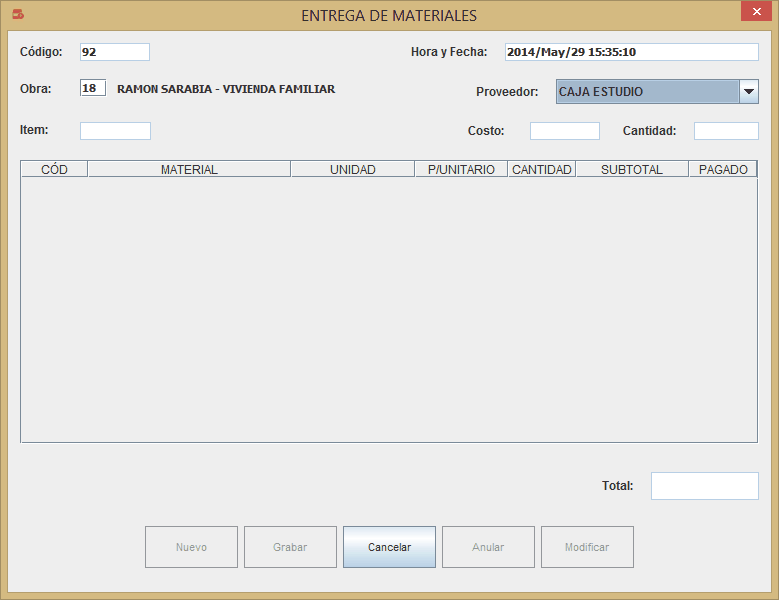 ENTREGA DE MATERIALES
Código: 92 Hora y Fecha: 2014/May/29 15:35:10
Obra: 18 RAMON SARABIA - VIVIENDA FAMILIAR Proveedor: CAJA ESTUDIO
Item: Costo: Cantidad:
CÓD MATERIAL UNIDAD P/UNITARIO CANTIDAD SUBTOTAL PAGADO
Total:
Nuevo Grabar Cancelar Anular Modificar